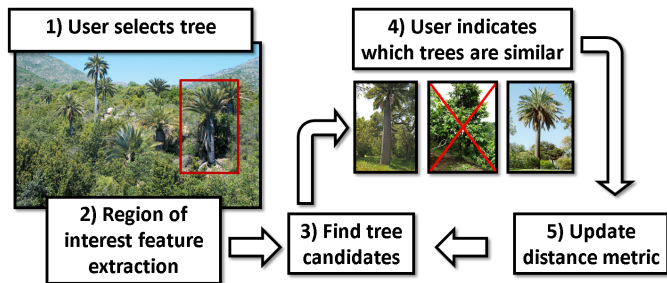 1) User selects tree
2) Region of
interest feature
extraction
3) Find tree
candidates
4) User indicates
which trees are similar
5) Update
distance metric